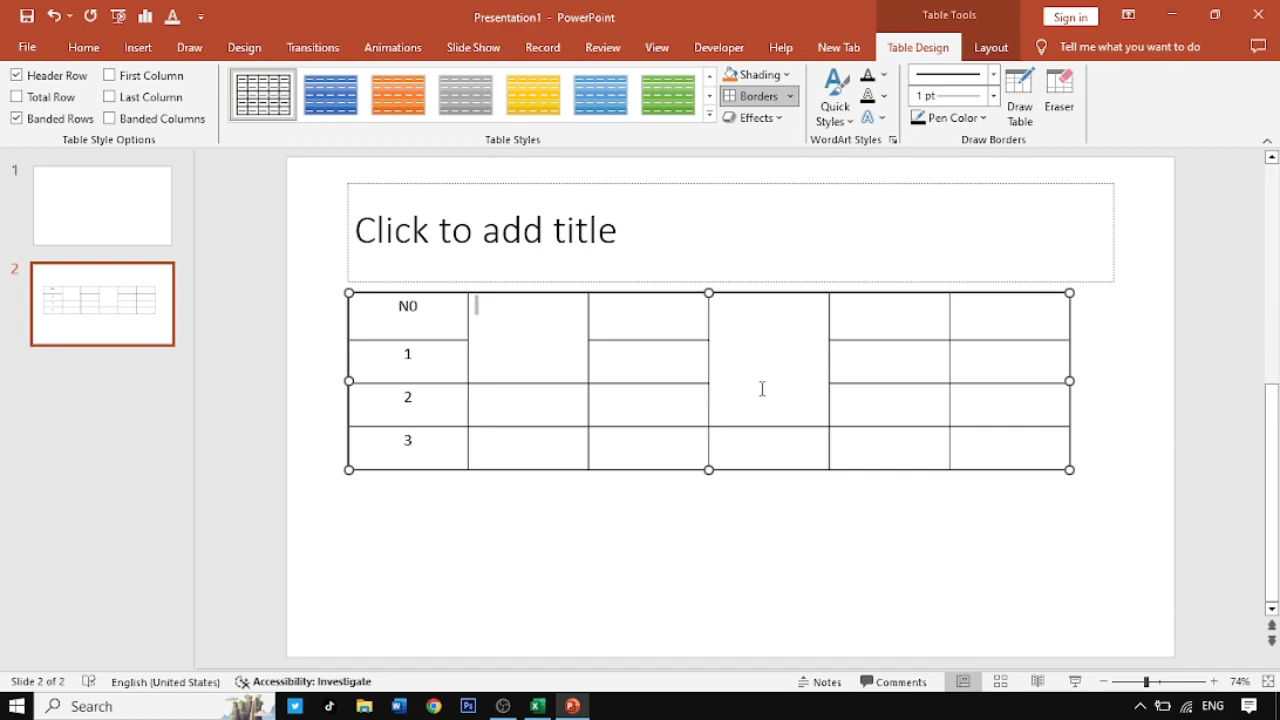 Presentation1 - PowerPoint
Table Tools
Sign in
File
Home
Insert
Draw
Design
Transitions
Animations
Slide Show
Record
Review
View
Developer
Help
New Tab
Table Design
Layout
Tell me what you want to do
Header Row
First Column
Total Row
Last Column
Banded Rows
Banded Columns
Table Style Options
Table Styles
Shading
Borders
Effects
Quick
Styles
WordArt Styles
1 pt
Pen Color
Draw
Table
Eraser
Draw Borders
1
2
Click to add title
N0
1
2
3
Slide 2 of 2
English (United States)
Accessibility: Investigate
Notes
Comments
74%
Search
ENG